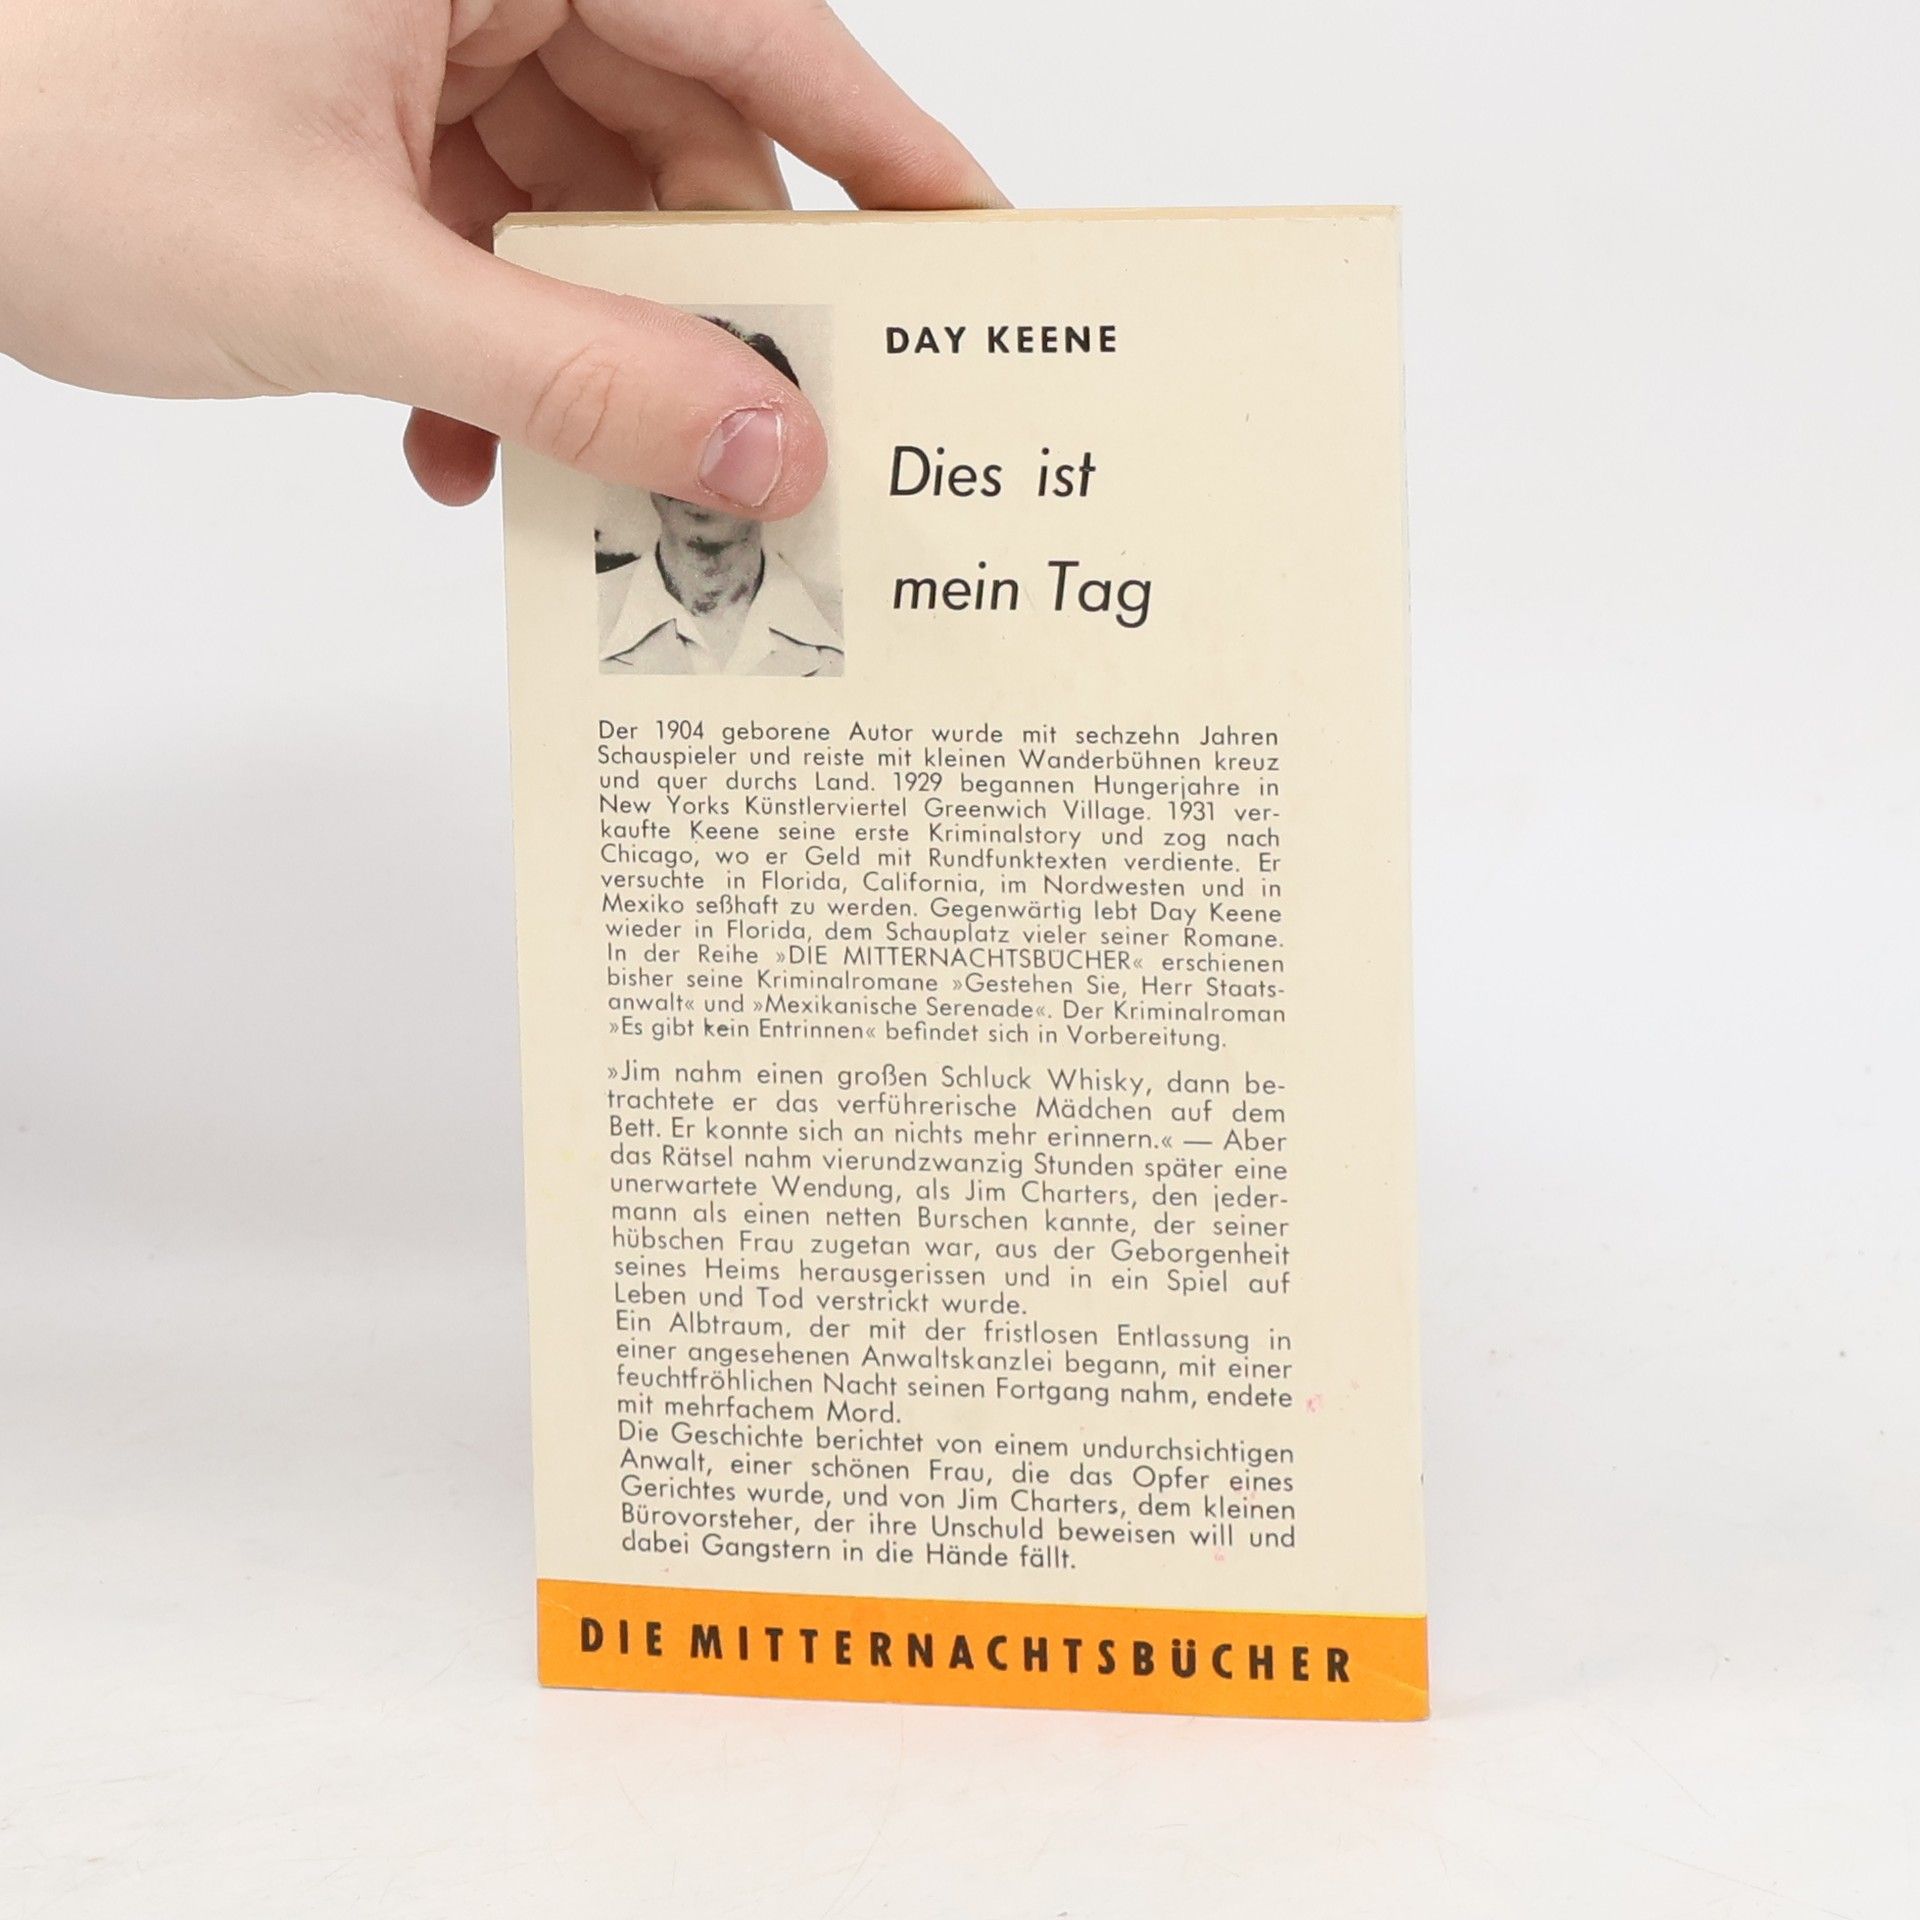 DAY KEENE
Dies ist
mein Tag
Der 1904 geborene Autor wurde mit sechzehn Jahren
Schauspieler und reiste mit kleinen Wanderbühnen kreuz
und quer durchs Land. 1929 begannen Hungerjahre in
New Yorks Künstlerviertel Greenwich Village. 1931 ver-
kaufte Keene seine erste Kriminalstory und zog nach
Chicago, wo er Geld mit Rundfunktexten verdiente. Er
versuchte in Florida, California, im Nordwesten und in
Mexiko seßhaft zu werden. Gegenwärtig lebt Day Keene
wieder in Florida, dem Schauplatz vieler seiner Romane.
In der Reihe »DIE MITTERNACHTSBÜCHER« erschienen
bisher seine Kriminalromane »Gestehen Sie, Herr Staats-
anwalt« und »Mexikanische Serenade«. Der Kriminalroman
»Es gibt kein Entrinnen« befindet sich in Vorbereitung.
»Jim nahm einen großen Schluck Whisky, dann be-
trachtete er das verführerische Mädchen auf dem
Bett. Er konnte sich an nichts mehr erinnern.« — Aber
das Rätsel nahm vierundzwanzig Stunden später eine
unerwartete Wendung, als Jim Charters, den jeder-
mann als einen netten Burschen kannte, der seiner
hübschen Frau zugetan war, aus der Geborgenheit
seines Heims herausgerissen und in ein Spiel auf
Leben und Tod verstrickt wurde.
Ein Albtraum, der mit der fristlosen Entlassung in
einer angesehenen Anwaltskanzlei begann, mit einer
feuchtfröhlichen Nacht seinen Fortgang nahm, endete
mit mehrfachem Mord.
Die Geschichte berichtet von einem undurchsichtigen
Anwalt, einer schönen Frau, die das Opfer eines
Gerichtes wurde, und von Jim Charters, dem kleinen
Bürovorsteher, der ihre Unschuld beweisen will und
dabei Gangstern in die Hände fällt.
DIE MITTERNACHTSBÜCHER